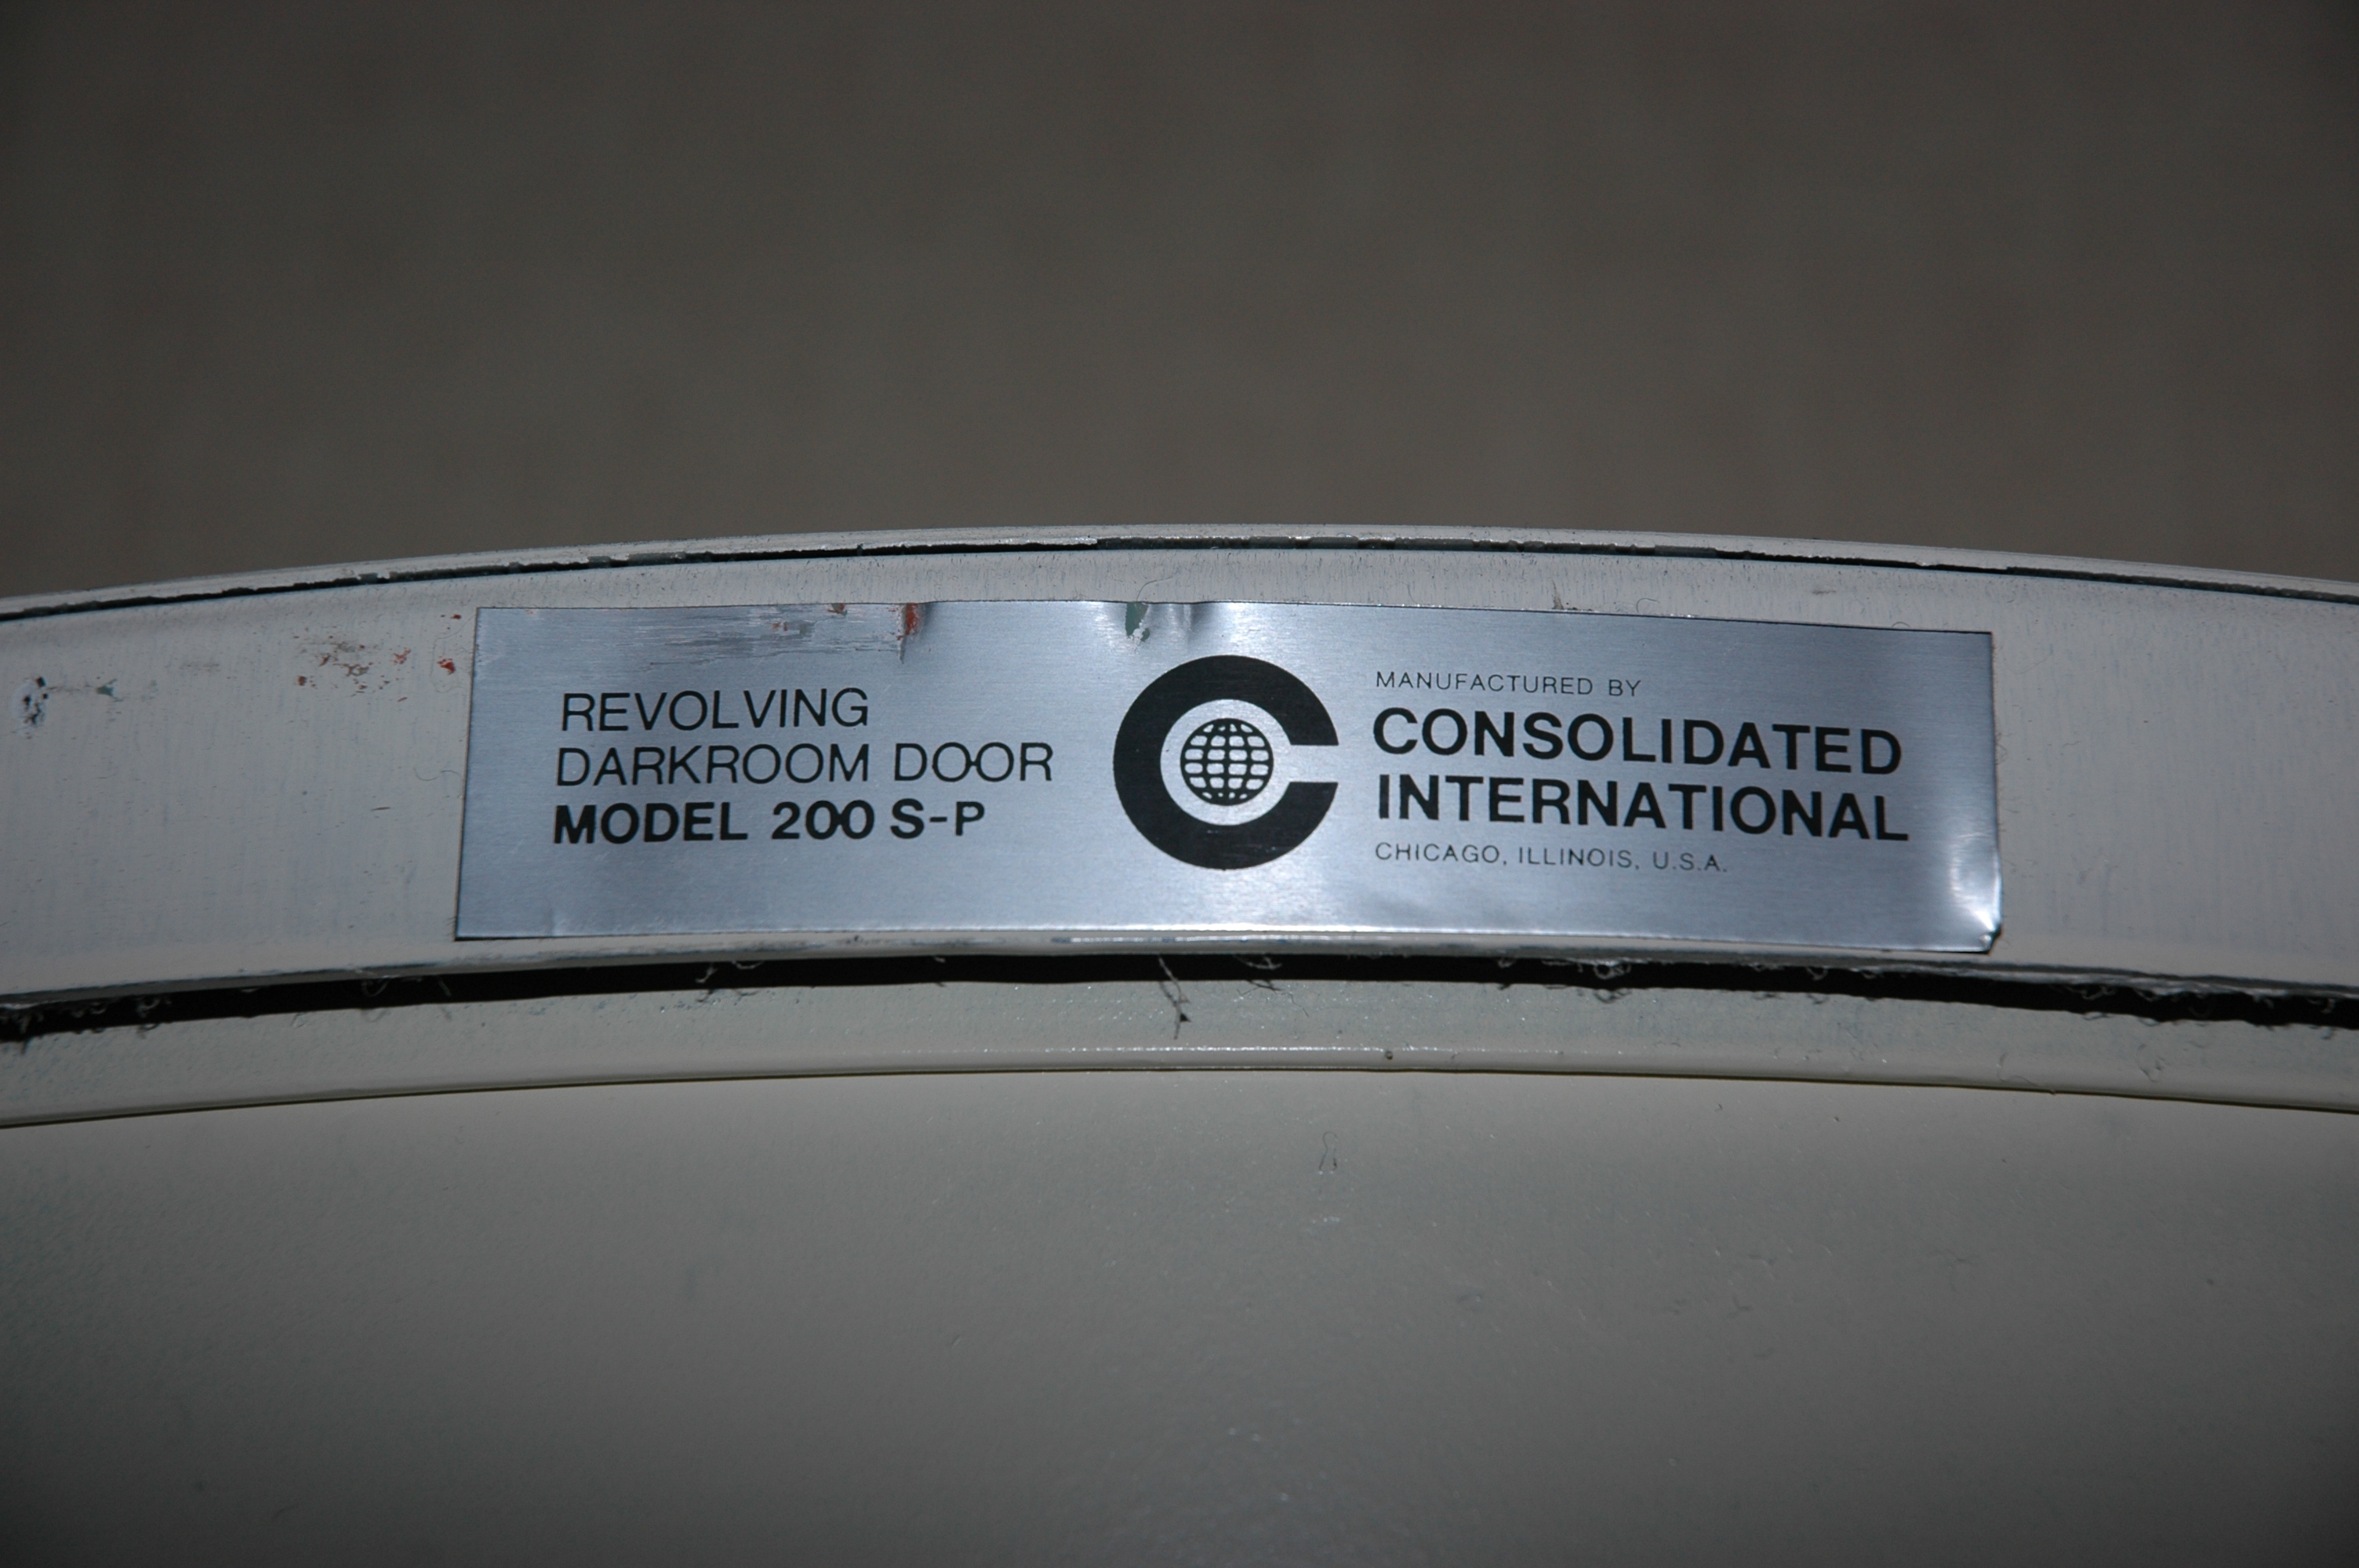 REVOLVING
DARKROOM DOOR
MODEL 200 S-P
MANUFACTURED BY
CONSOLIDATED
INTERNATIONAL
CHICAGO, ILLINOIS, U.S.A.